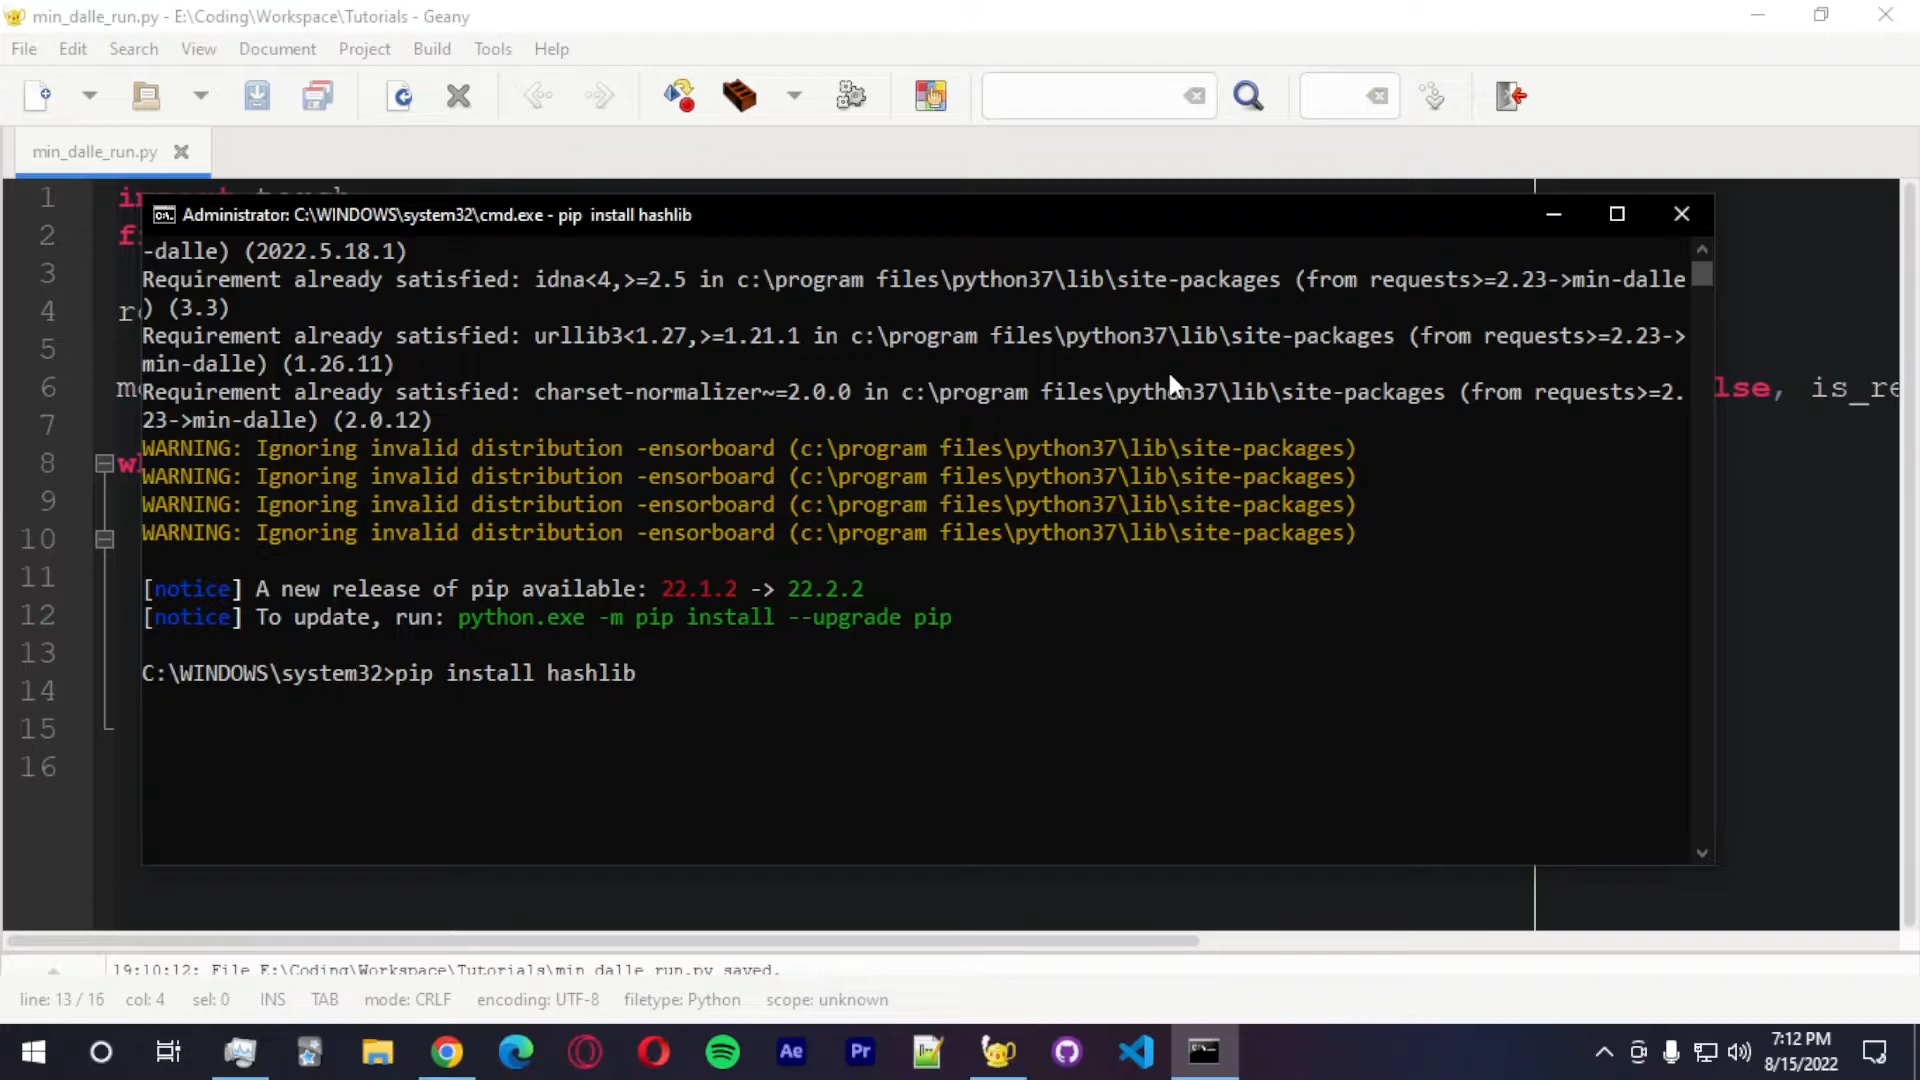 min_dalle_run.py - E:\Coding\Workspace\Tutorials - Geany
File Edit Search View Document Project Build Tools Help
min_dalle_run.py
1
2
3
4
5
6
7
8
9
10
11
12
13
14
15
16
Administrator: C:\WINDOWS\system32\cmd.exe - pip install hashlib
-dalle) (2022.5.18.1)
Requirement already satisfied: idna<4,>=2.5 in c:\program files\python37\lib\site-packages (from requests>=2.23->min-dalle
) (3.3)
Requirement already satisfied: urllib3<1.27,>=1.21.1 in c:\program files\python37\lib\site-packages (from requests>=2.23->
min-dalle) (1.26.11)
Requirement already satisfied: charset-normalizer~=2.0.0 in c:\program files\python37\lib\site-packages (from requests>=2.
23->min-dalle) (2.0.12)
WARNING: Ignoring invalid distribution -ensorboard (c:\program files\python37\lib\site-packages)
WARNING: Ignoring invalid distribution -ensorboard (c:\program files\python37\lib\site-packages)
WARNING: Ignoring invalid distribution -ensorboard (c:\program files\python37\lib\site-packages)
WARNING: Ignoring invalid distribution -ensorboard (c:\program files\python37\lib\site-packages)
[notice] A new release of pip available: 22.1.2 -> 22.2.2
[notice] To update, run: python.exe -m pip install --upgrade pip
C:\WINDOWS\system32>pip install hashlib
lse, is_re
19:10:12: File E:\Coding\Workspace\Tutorials\min_dalle_run.py saved.
line: 13 / 16 col: 4 sel: 0 INS TAB mode: CRLF encoding: UTF-8 filetype: Python scope: unknown
Ae Pr
7:12 PM
8/15/2022